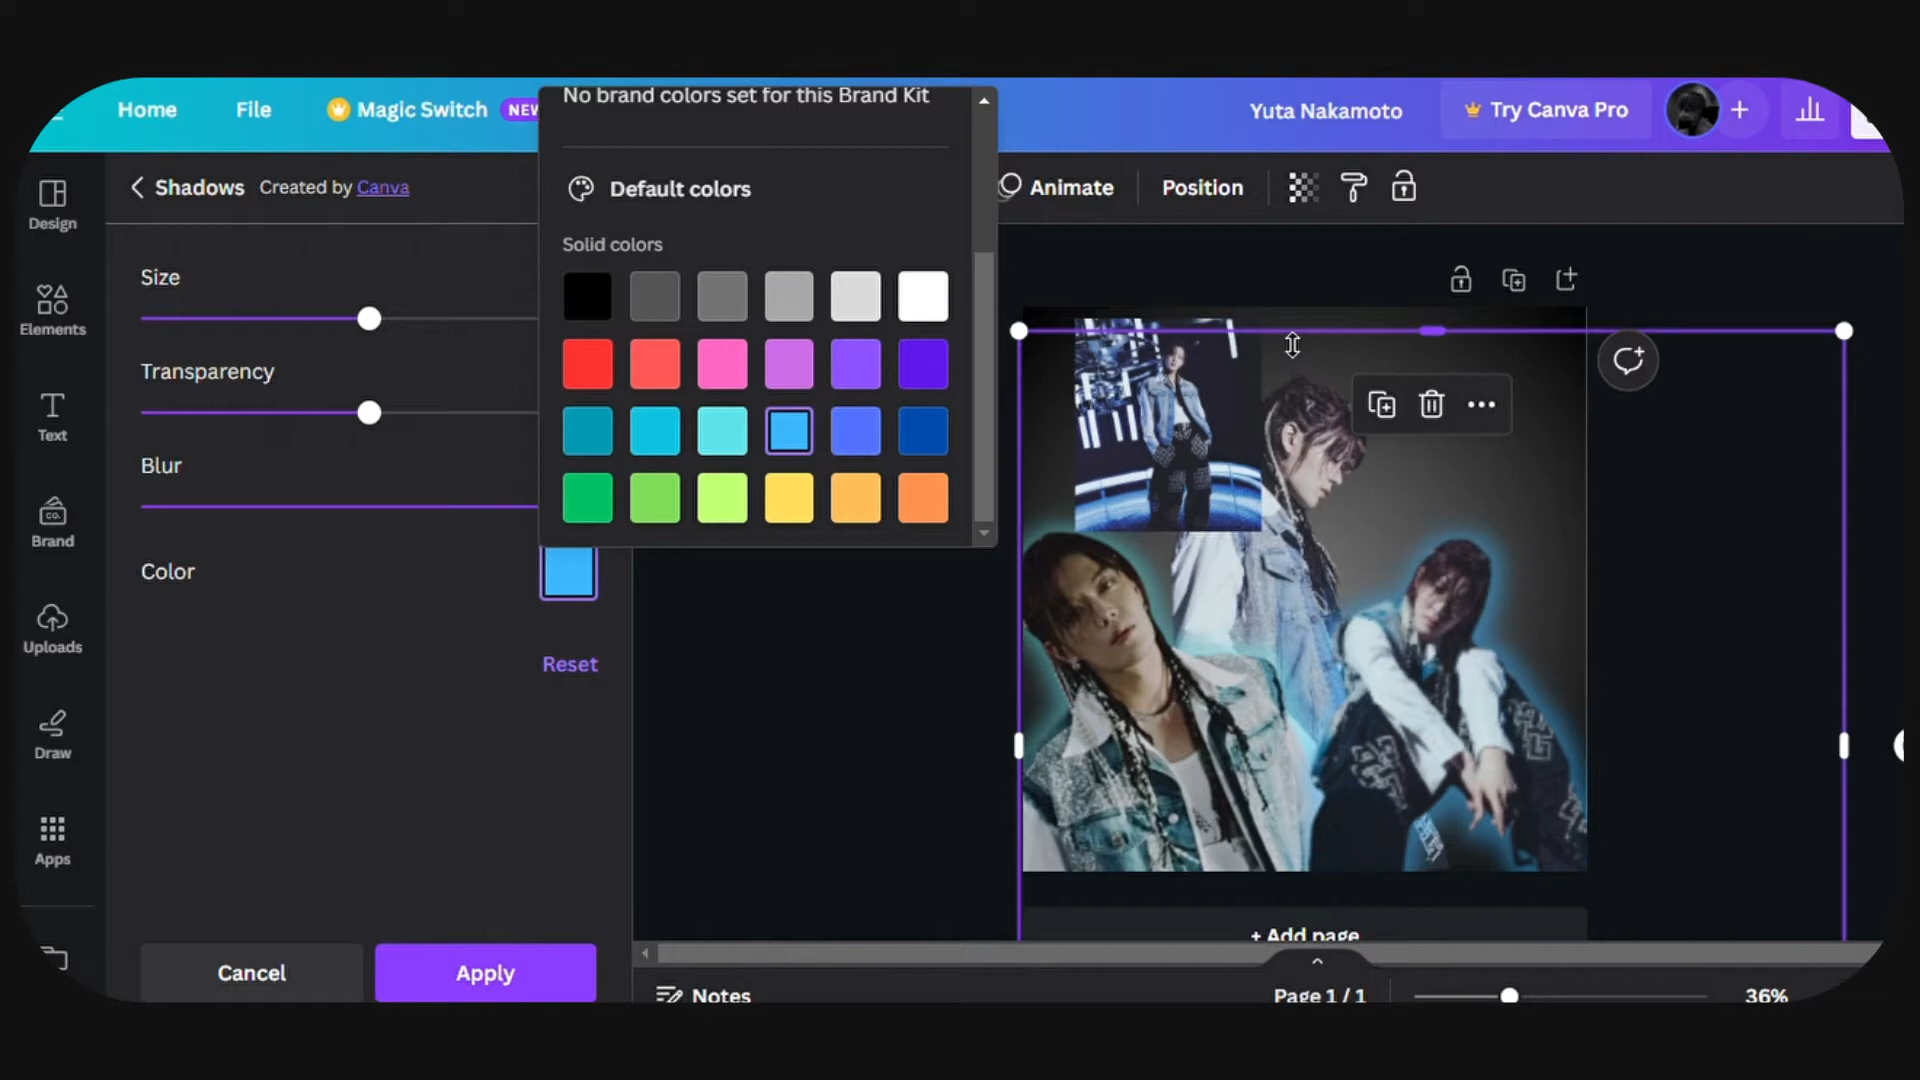 Home
File
Magic Switch
NEW
No brand colors set for this Brand Kit
Yuta Nakamoto
Try Canva Pro
Shadows Created by Canva
Default colors
Animate
Position
Design
Elements
Text
Brand
CO.
Uploads
Draw
Apps
Size
Transparency
Blur
Color
Reset
Solid colors
Cancel
Apply
+ Add page
Notes
Page 1 / 1
36%